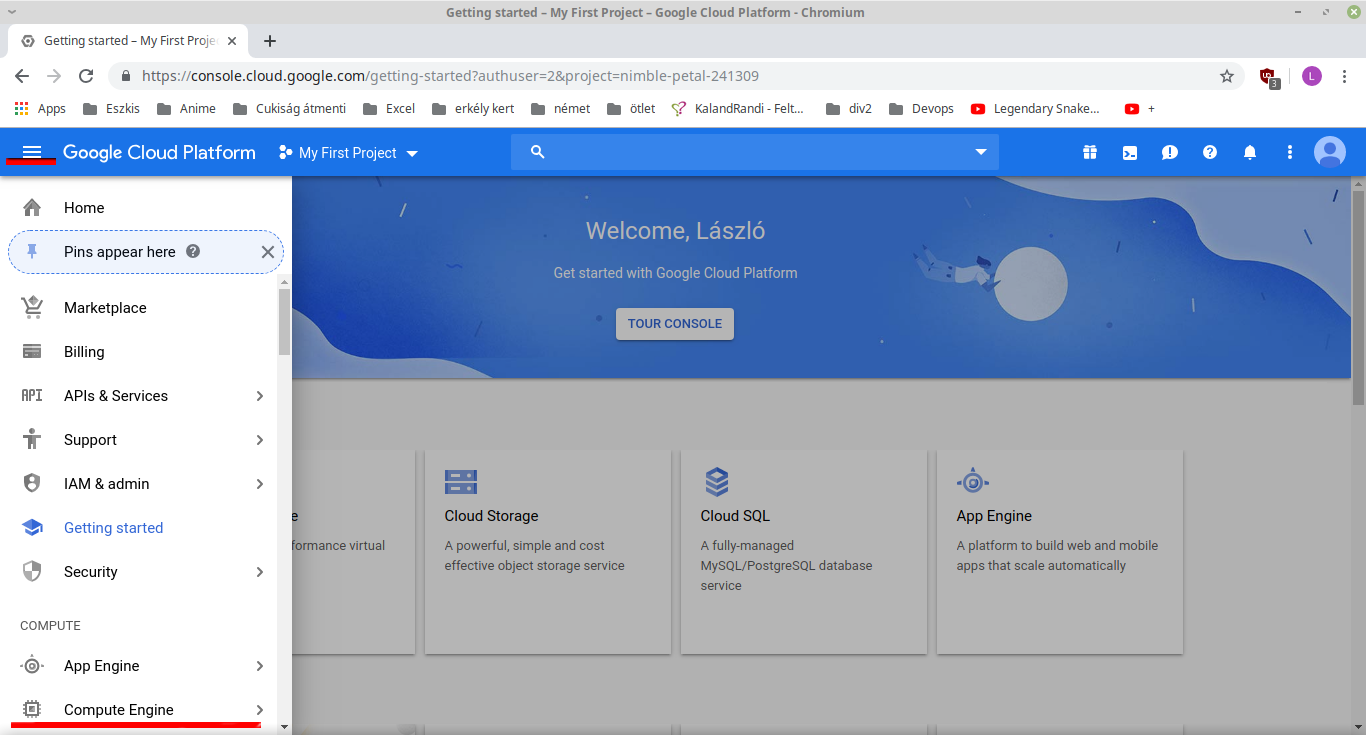 Getting started – My First Project – Google Cloud Platform - Chromium
Getting started – My First Proje
https://console.cloud.google.com/getting-started?authuser=2&project=nimble-petal-241309
3
L
Apps Eszkis Anime Cukiság átmenti Excel erkély kert német ötlet KalandRandi - Felt... div2 Devops Legendary Snake... +
Google Cloud Platform My First Project
Home
Pins appear here
Marketplace
Billing
API APIs & Services
Support
IAM & admin
Getting started
Security
COMPUTE
App Engine
Compute Engine
Welcome, László
Get started with Google Cloud Platform
TOUR CONSOLE
e
formance virtual
Cloud Storage
A powerful, simple and cost
effective object storage service
Cloud SQL
A fully-managed
MySQL/PostgreSQL database
service
App Engine
A platform to build web and mobile
apps that scale automatically